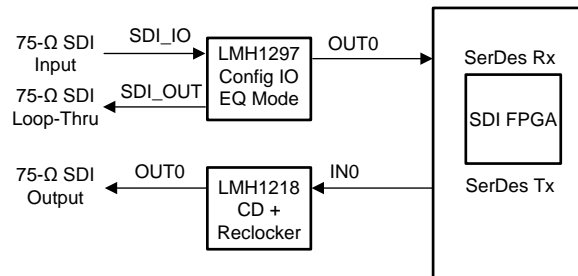 75-Ω SDI
Input
SDI_IO
LMH1297
Config IO
EQ Mode
OUT0
SerDes Rx
75-Ω SDI
Loop-Thru
SDI_OUT
SDI FPGA
75-Ω SDI
Output
OUT0
LMH1218
CD +
Reclocker
IN0
SerDes Tx